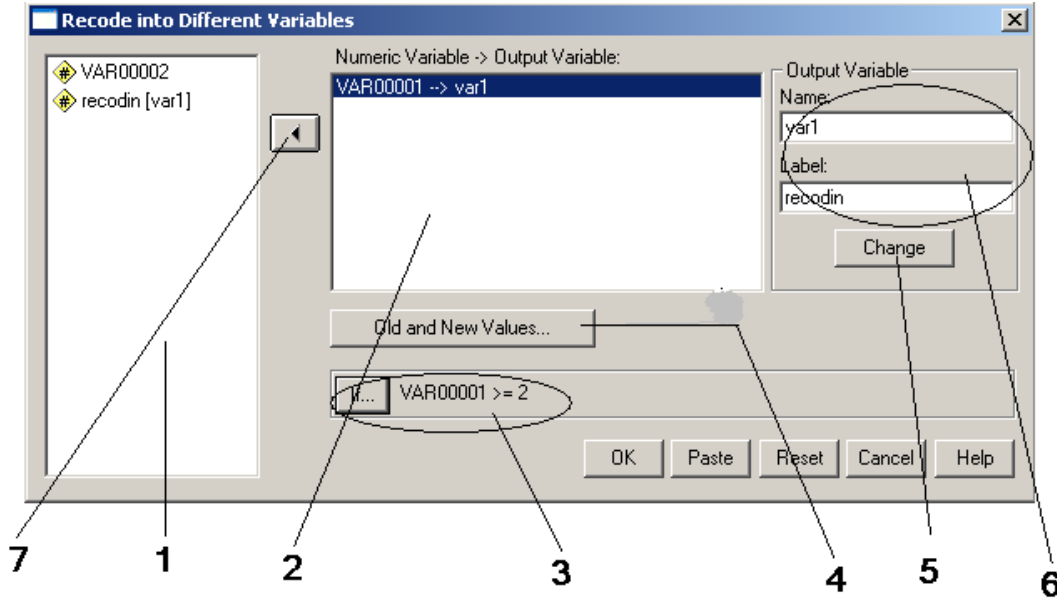 Recode into Different Variables
VAR00002
recodin [var1]
Numeric Variable -> Output Variable:
VAR00001 --> var1
Output Variable
Name:
var1
Label:
recodin
Change
Old and New Values...
If... VAR00001 >= 2
OK Paste Reset Cancel Help
7 1 2 3 4 5 6